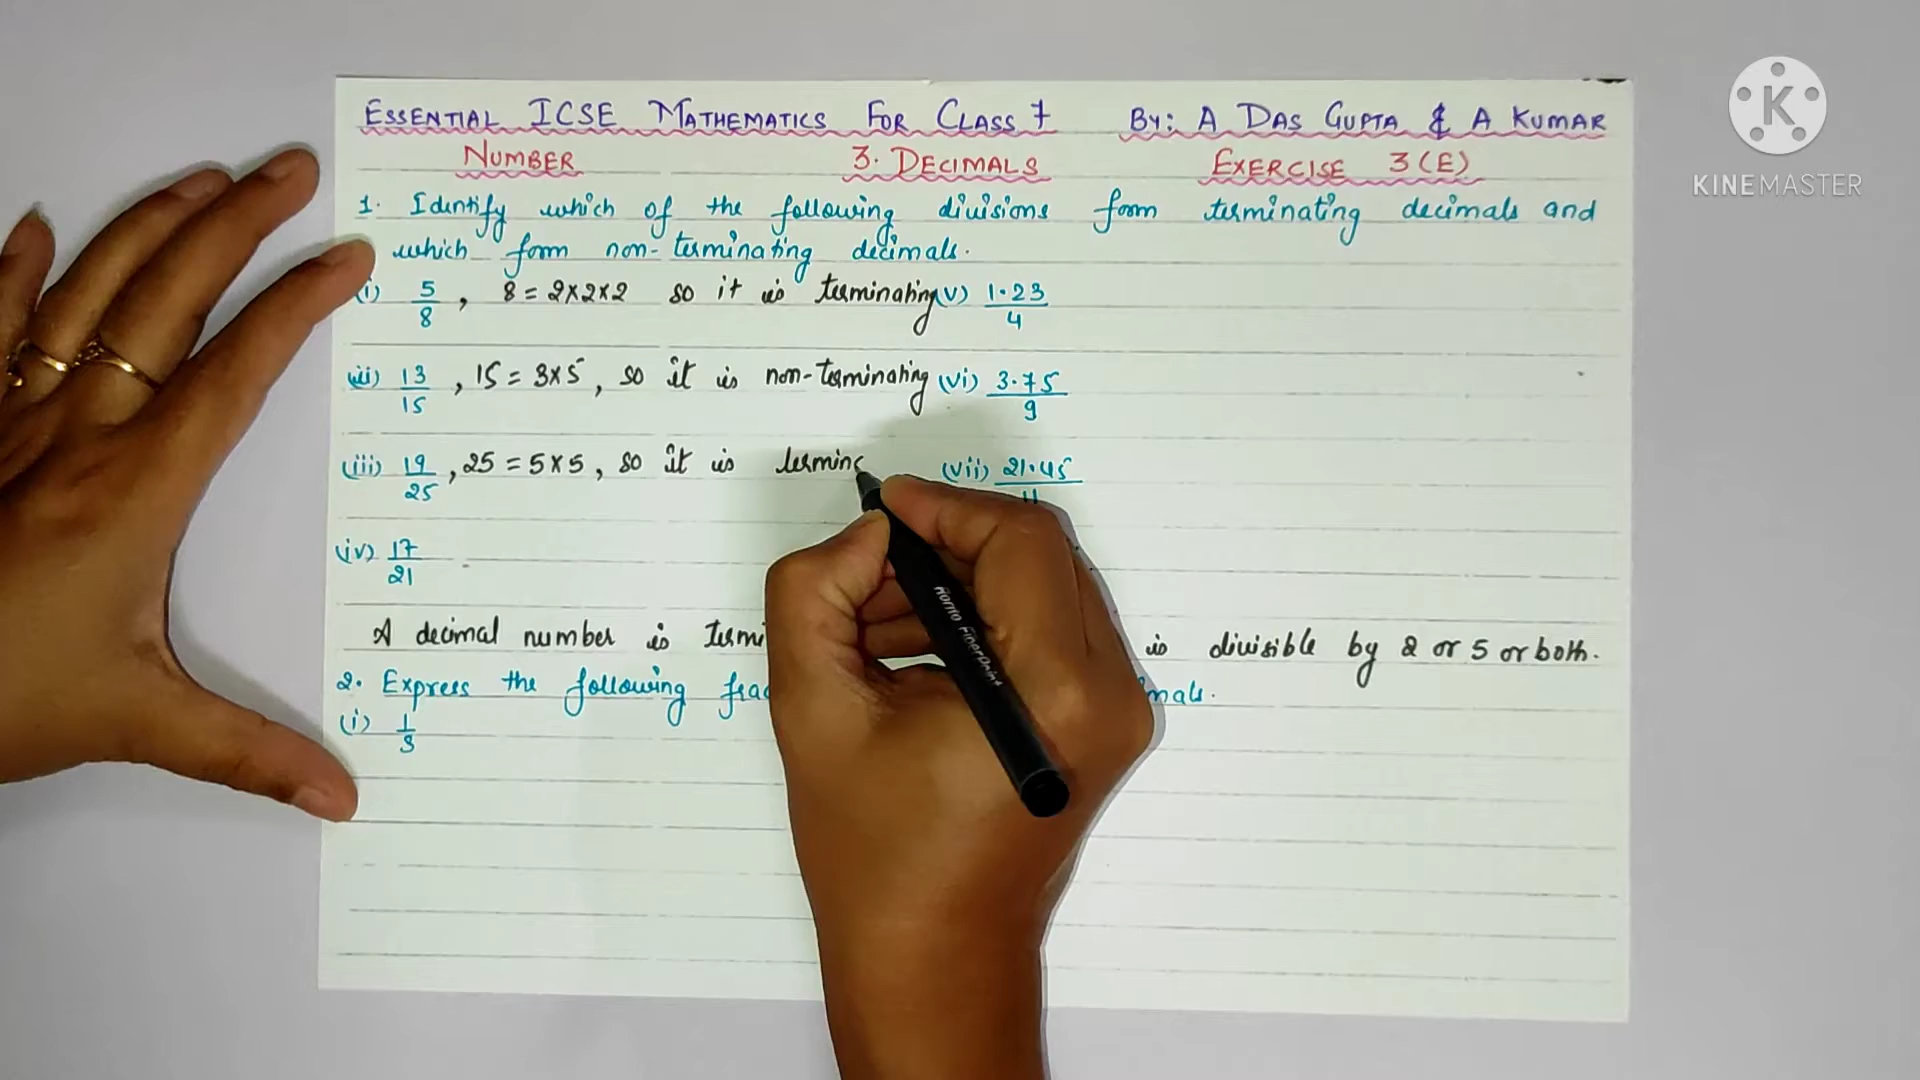 ESSENTIAL ICSE MATHEMATICS FOR CLASS 7 BY: A DAS GUPTA & A KUMAR
NUMBER 3. DECIMALS EXERCISE 3(E)
1. Identify which of the following divisions form terminating decimals and
which form non-terminating decimals.
(i) 5/8, 8 = 2×2×2 so it is terminating (v) 1.23/4
(ii) 13/15, 15 = 3×5, so it is non-terminating (vi) 3.75/9
(iii) 19/25, 25 = 5×5, so it is termina (vii) 21.45/11
(iv) 17/21
A decimal number is is divisible by 2 or 5 or both.
2. Express the following
(i) 1/3
KINEMASTER
Fingerprint